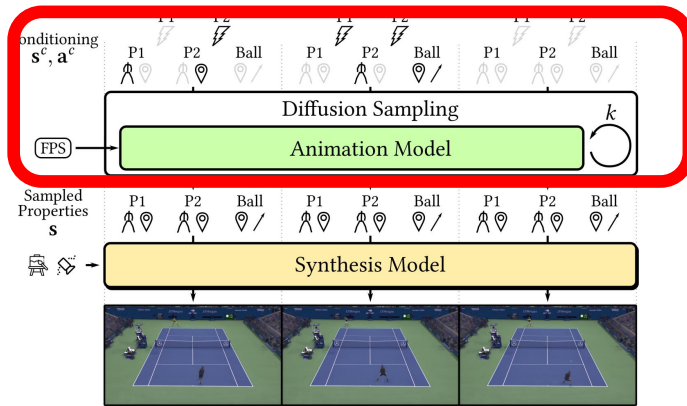 P1 P2 P1 P2 P1 P2
onditioning
s^c, a^c
P1 P2 Ball P1 P2 Ball P1 P2 Ball
Diffusion Sampling
k
FPS
Animation Model
Sampled
Properties
s
P1 P2 Ball P1 P2 Ball P1 P2 Ball
Synthesis Model